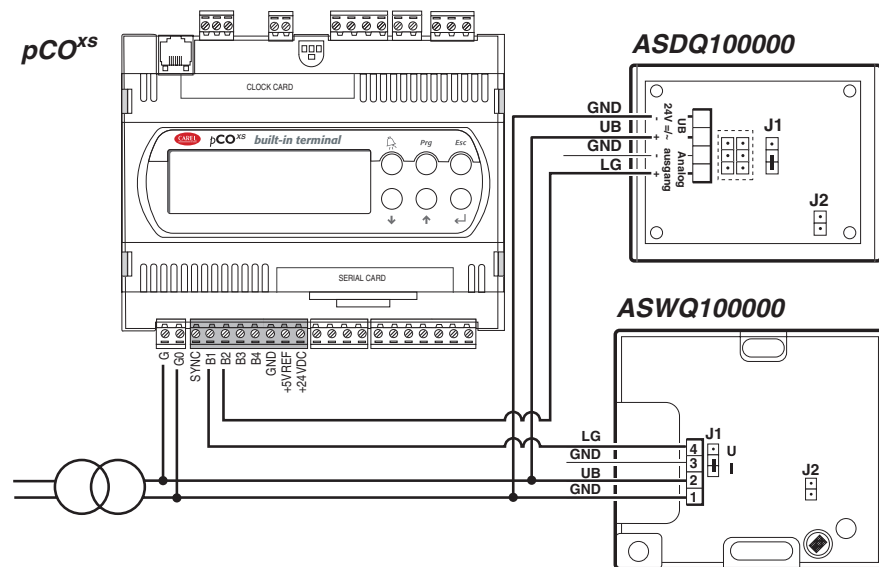 pCOxs
CLOCK CARD
CAREL
pCOxs built-in terminal
Prg
Esc
SERIAL CARD
G
G0
SYNC
B1
B2
B3
B4
GND
+5VREF
+24VDC
ASDQ100000
GND
UB
GND
LG
- + - +
24V =/~ ausgang
UB Analog
J1
J2
ASWQ100000
LG
GND
UB
GND
4
3
2
1
J1
U
I
J2